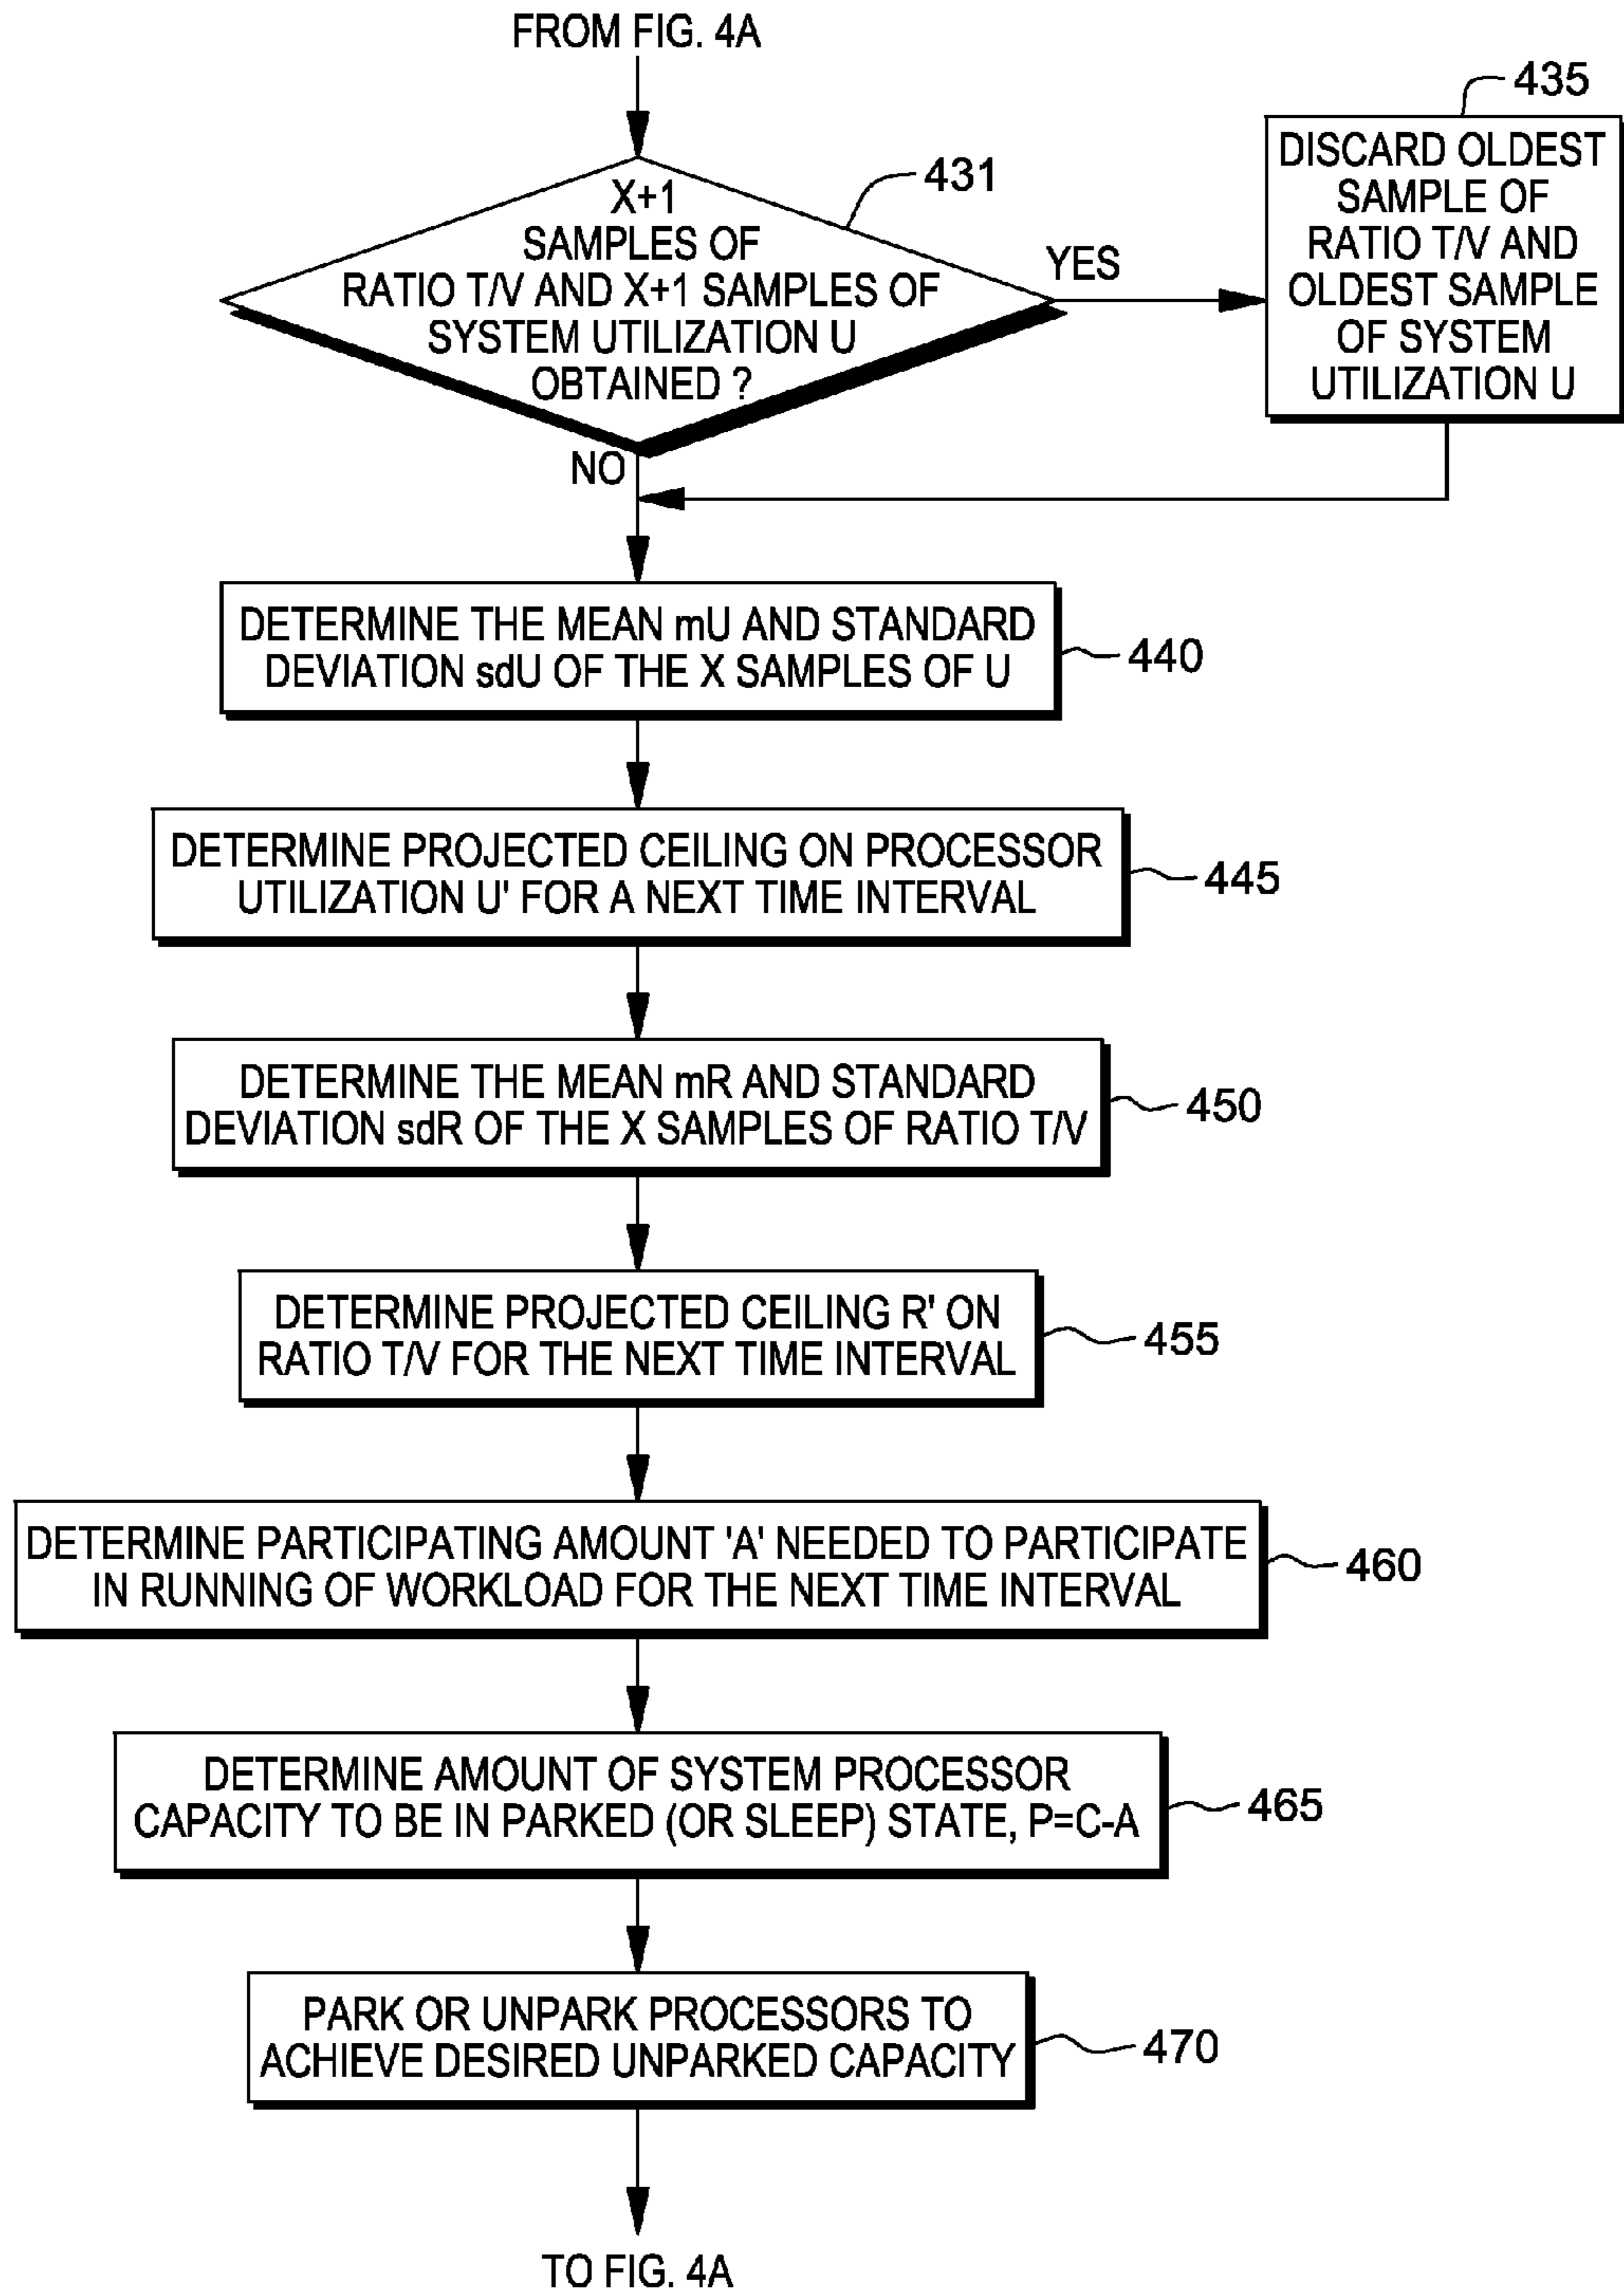 FROM FIG. 4A
431
X+1
SAMPLES OF
RATIO T/V AND X+1 SAMPLES OF
SYSTEM UTILIZATION U
OBTAINED ?
YES
435
DISCARD OLDEST
SAMPLE OF
RATIO T/V AND
OLDEST SAMPLE
OF SYSTEM
UTILIZATION U
NO
DETERMINE THE MEAN mU AND STANDARD
DEVIATION sdU OF THE X SAMPLES OF U
440
DETERMINE PROJECTED CEILING ON PROCESSOR
UTILIZATION U' FOR A NEXT TIME INTERVAL
445
DETERMINE THE MEAN mR AND STANDARD
DEVIATION sdR OF THE X SAMPLES OF RATIO T/V
450
DETERMINE PROJECTED CEILING R' ON
RATIO T/V FOR THE NEXT TIME INTERVAL
455
DETERMINE PARTICIPATING AMOUNT 'A' NEEDED TO PARTICIPATE
IN RUNNING OF WORKLOAD FOR THE NEXT TIME INTERVAL
460
DETERMINE AMOUNT OF SYSTEM PROCESSOR
CAPACITY TO BE IN PARKED (OR SLEEP) STATE, P=C-A
465
PARK OR UNPARK PROCESSORS TO
ACHIEVE DESIRED UNPARKED CAPACITY
470
TO FIG. 4A